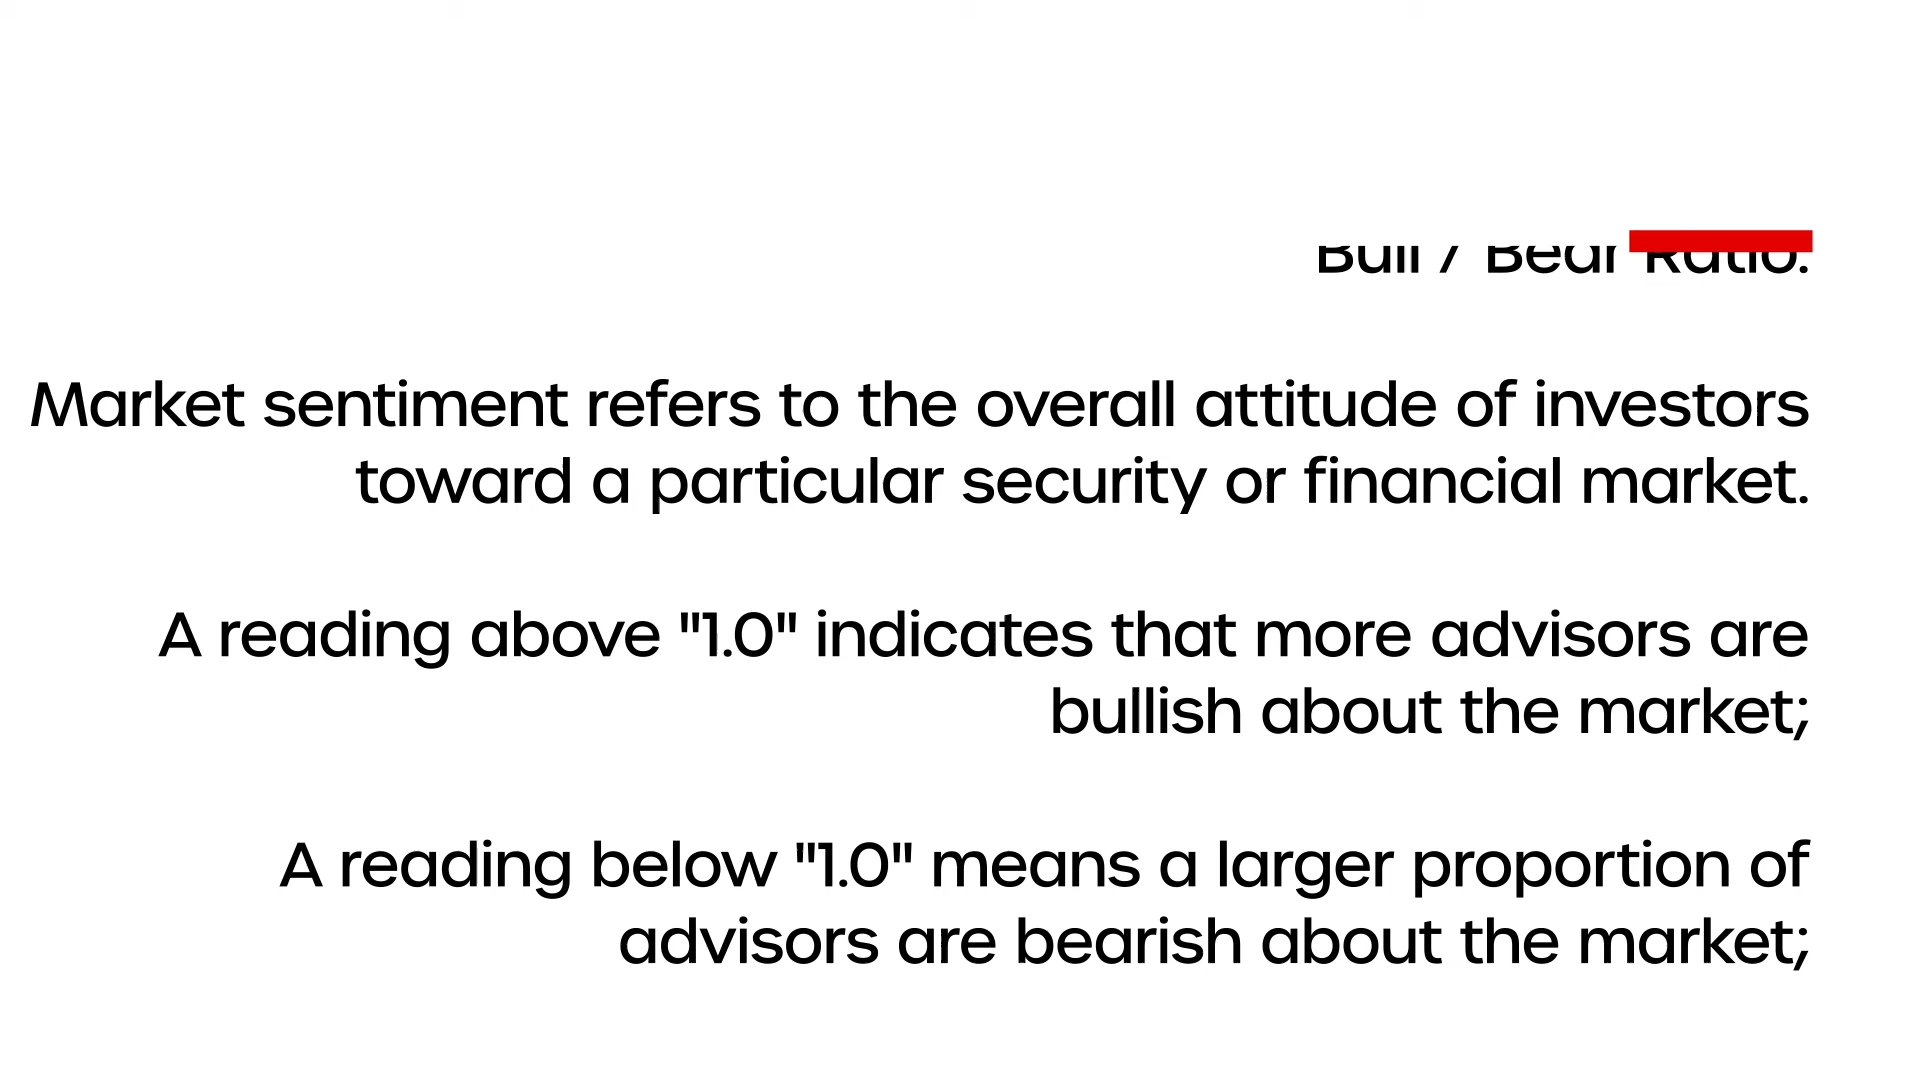 Bull / Bear Ratio.
Market sentiment refers to the overall attitude of investors
toward a particular security or financial market.
A reading above "1.0" indicates that more advisors are
bullish about the market;
A reading below "1.0" means a larger proportion of
advisors are bearish about the market;